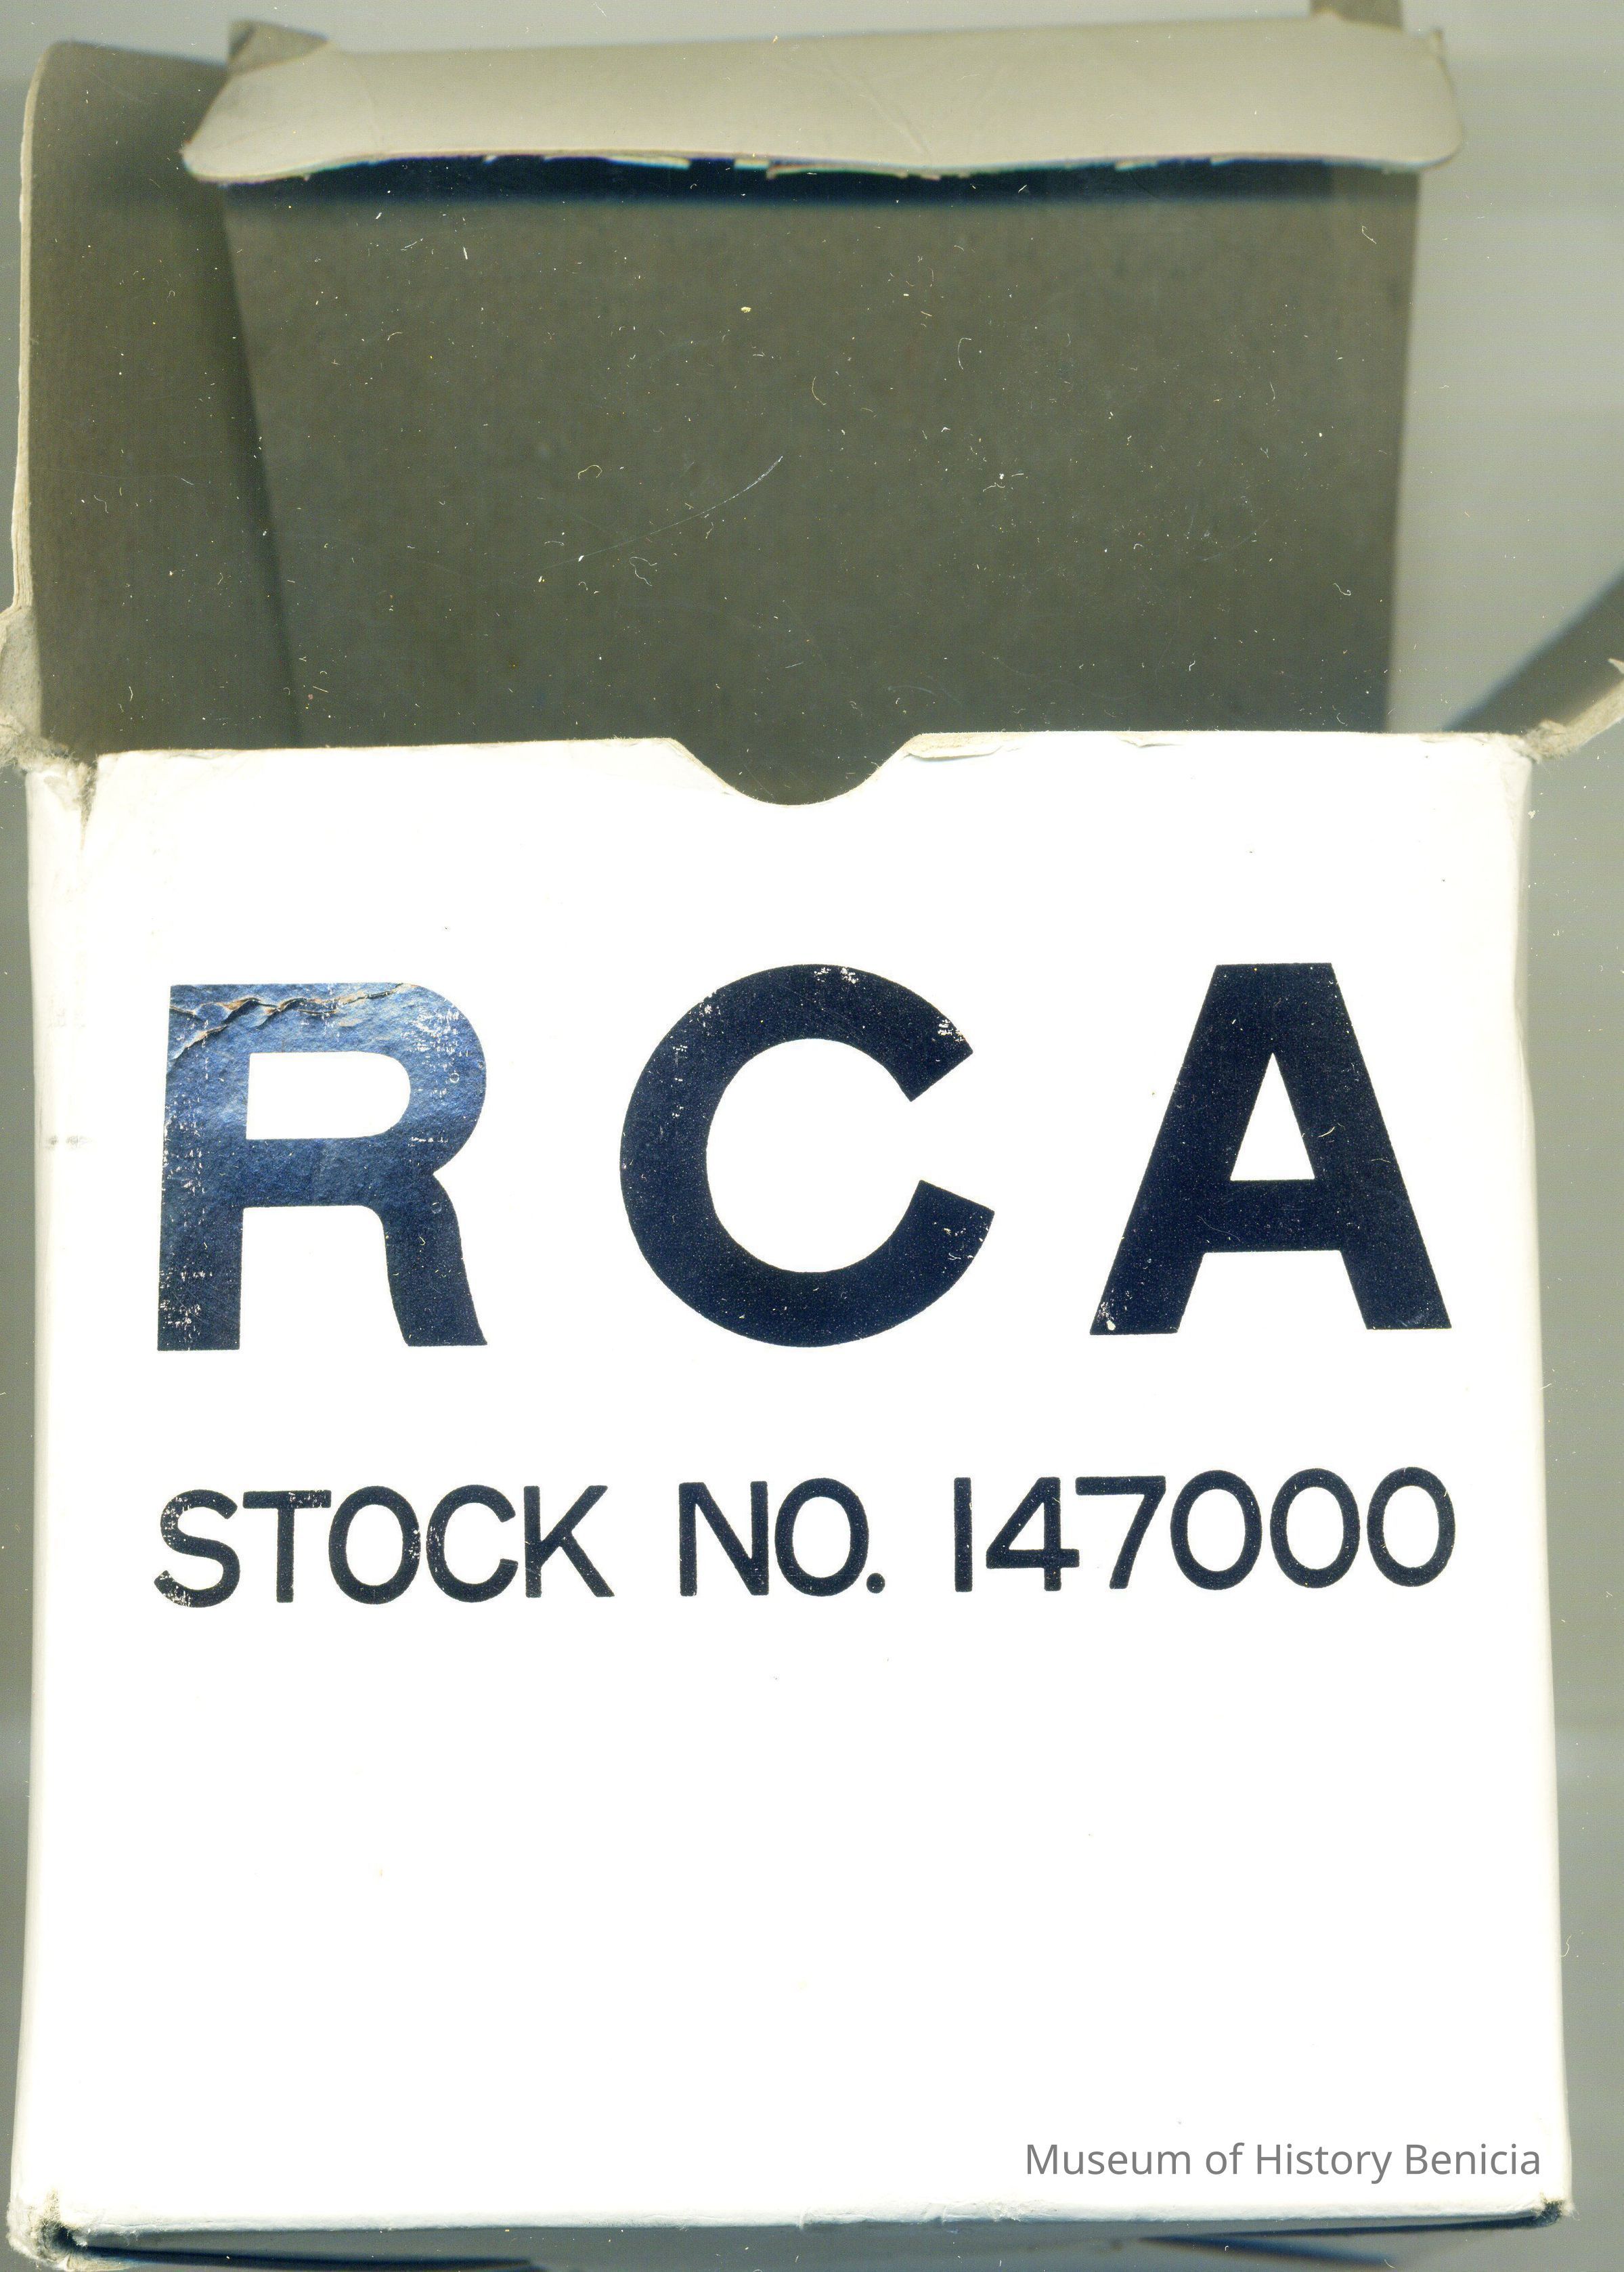 RCA
STOCK NO. 147000
Museum of History Benicia